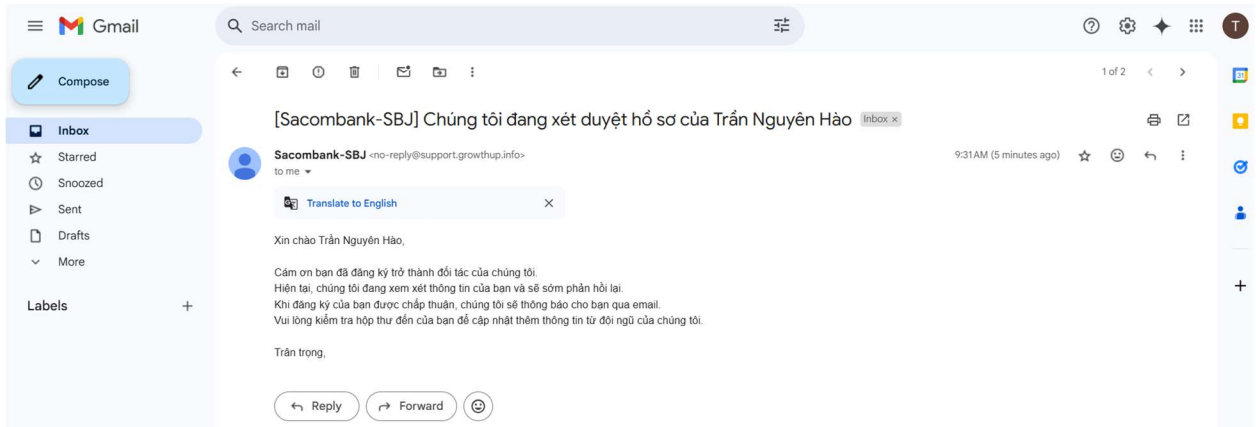 Gmail
Search mail
T
Compose
1 of 2
31
Inbox
Starred
Snoozed
Sent
Drafts
More
Labels
[Sacombank-SBJ] Chúng tôi đang xét duyệt hồ sơ của Trần Nguyên Hào Inbox ×
Sacombank-SBJ <no-reply@support.growthup.info> 9:31 AM (5 minutes ago)
to me
Translate to English
Xin chào Trần Nguyên Hào,
Cám ơn bạn đã đăng ký trở thành đối tác của chúng tôi.
Hiện tại, chúng tôi đang xem xét thông tin của bạn và sẽ sớm phản hồi lại.
Khi đăng ký của bạn được chấp thuận, chúng tôi sẽ thông báo cho bạn qua email.
Vui lòng kiểm tra hộp thư đến của bạn để cập nhật thêm thông tin từ đội ngũ của chúng tôi.
Trân trọng,
Reply Forward